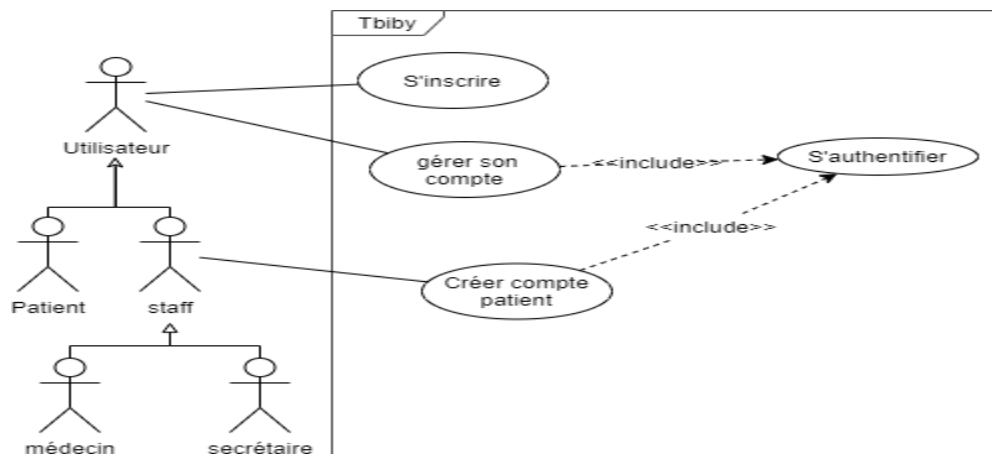 Tbiby
S'inscrire
Utilisateur
gérer son
compte
<<include>>
S'authentifier
<<include>>
Patient
staff
Créer compte
patient
médecin
secrétaire